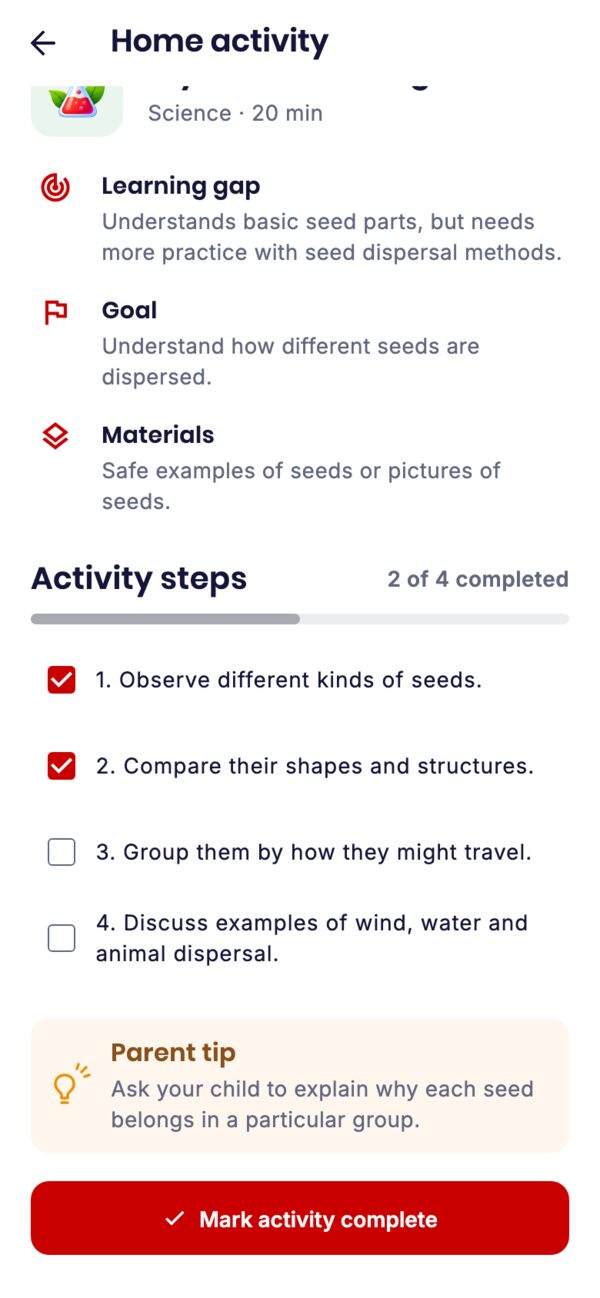 Home activity
Science · 20 min
Learning gap
Understands basic seed parts, but needs
more practice with seed dispersal methods.
Goal
Understand how different seeds are
dispersed.
Materials
Safe examples of seeds or pictures of
seeds.
Activity steps
2 of 4 completed
1. Observe different kinds of seeds.
2. Compare their shapes and structures.
3. Group them by how they might travel.
4. Discuss examples of wind, water and
animal dispersal.
Parent tip
Ask your child to explain why each seed
belongs in a particular group.
Mark activity complete